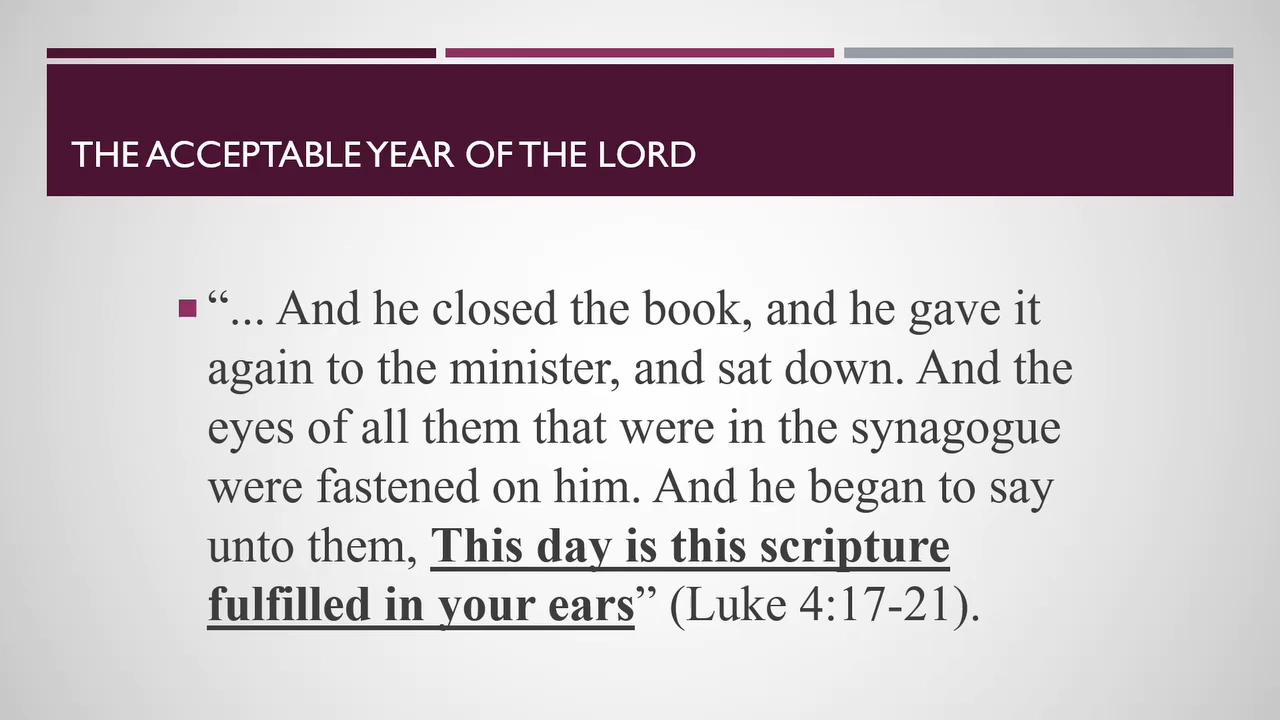 THE ACCEPTABLE YEAR OF THE LORD
“... And he closed the book, and he gave it
again to the minister, and sat down. And the
eyes of all them that were in the synagogue
were fastened on him. And he began to say
unto them, This day is this scripture
fulfilled in your ears” (Luke 4:17-21).